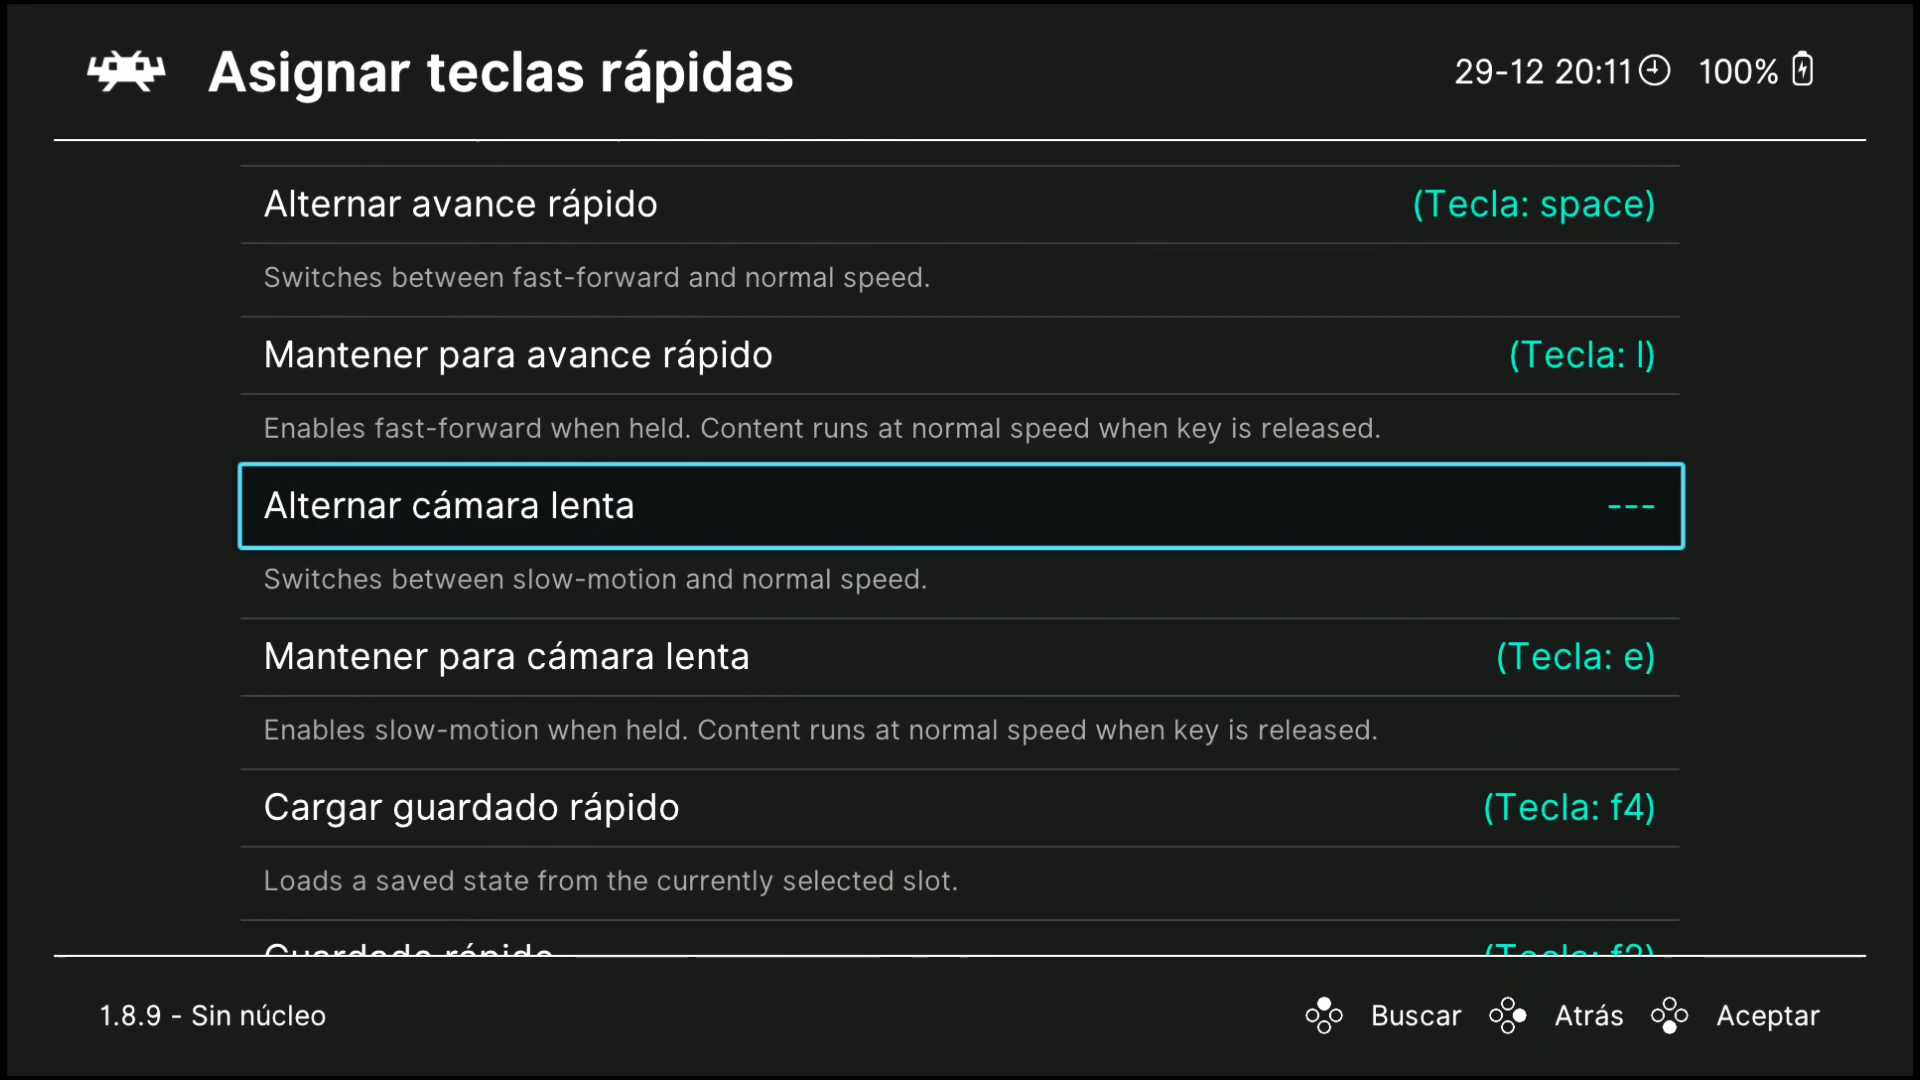 Asignar teclas rápidas
29-12 20:11 100%
Alternar avance rápido (Tecla: space)
Switches between fast-forward and normal speed.
Mantener para avance rápido (Tecla: l)
Enables fast-forward when held. Content runs at normal speed when key is released.
Alternar cámara lenta ---
Switches between slow-motion and normal speed.
Mantener para cámara lenta (Tecla: e)
Enables slow-motion when held. Content runs at normal speed when key is released.
Cargar guardado rápido (Tecla: f4)
Loads a saved state from the currently selected slot.
Guardado rápido (Tecla: f2)
1.8.9 - Sin núcleo
Buscar Atrás Aceptar